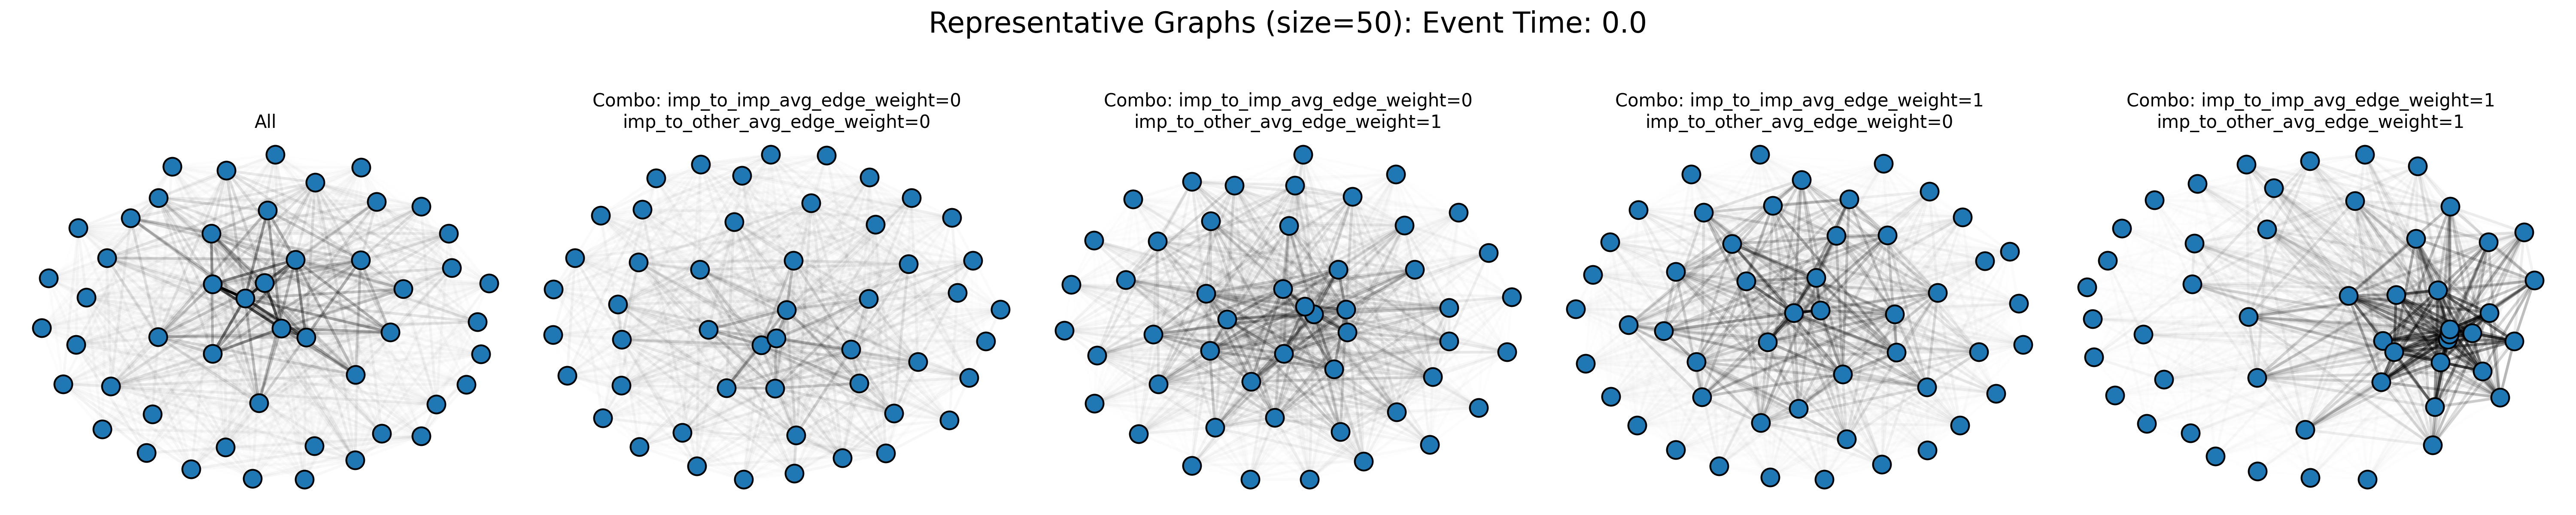 Representative Graphs (size=50): Event Time: 0.0
All
Combo: imp_to_imp_avg_edge_weight=0
imp_to_other_avg_edge_weight=0
Combo: imp_to_imp_avg_edge_weight=0
imp_to_other_avg_edge_weight=1
Combo: imp_to_imp_avg_edge_weight=1
imp_to_other_avg_edge_weight=0
Combo: imp_to_imp_avg_edge_weight=1
imp_to_other_avg_edge_weight=1